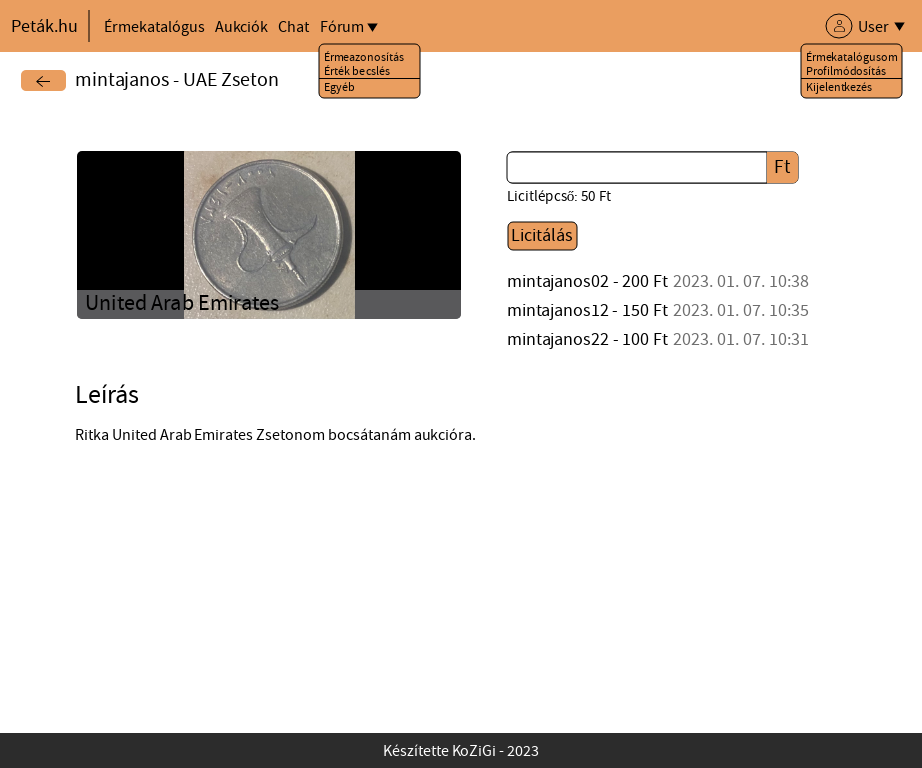 Peták.hu Érmekatalógus Aukciók Chat Fórum User
Érmeazonosítás
Érték becslés
Egyéb
Érmekatalógusom
Profilmódosítás
Kijelentkezés
mintajanos - UAE Zseton
Ft
Licitlépcső: 50 Ft
Licitálás
United Arab Emirates
mintajanos02 - 200 Ft 2023. 01. 07. 10:38
mintajanos12 - 150 Ft 2023. 01. 07. 10:35
mintajanos22 - 100 Ft 2023. 01. 07. 10:31
Leírás
Ritka United Arab Emirates Zsetonom bocsátanám aukcióra.
Készítette KoZiGi - 2023